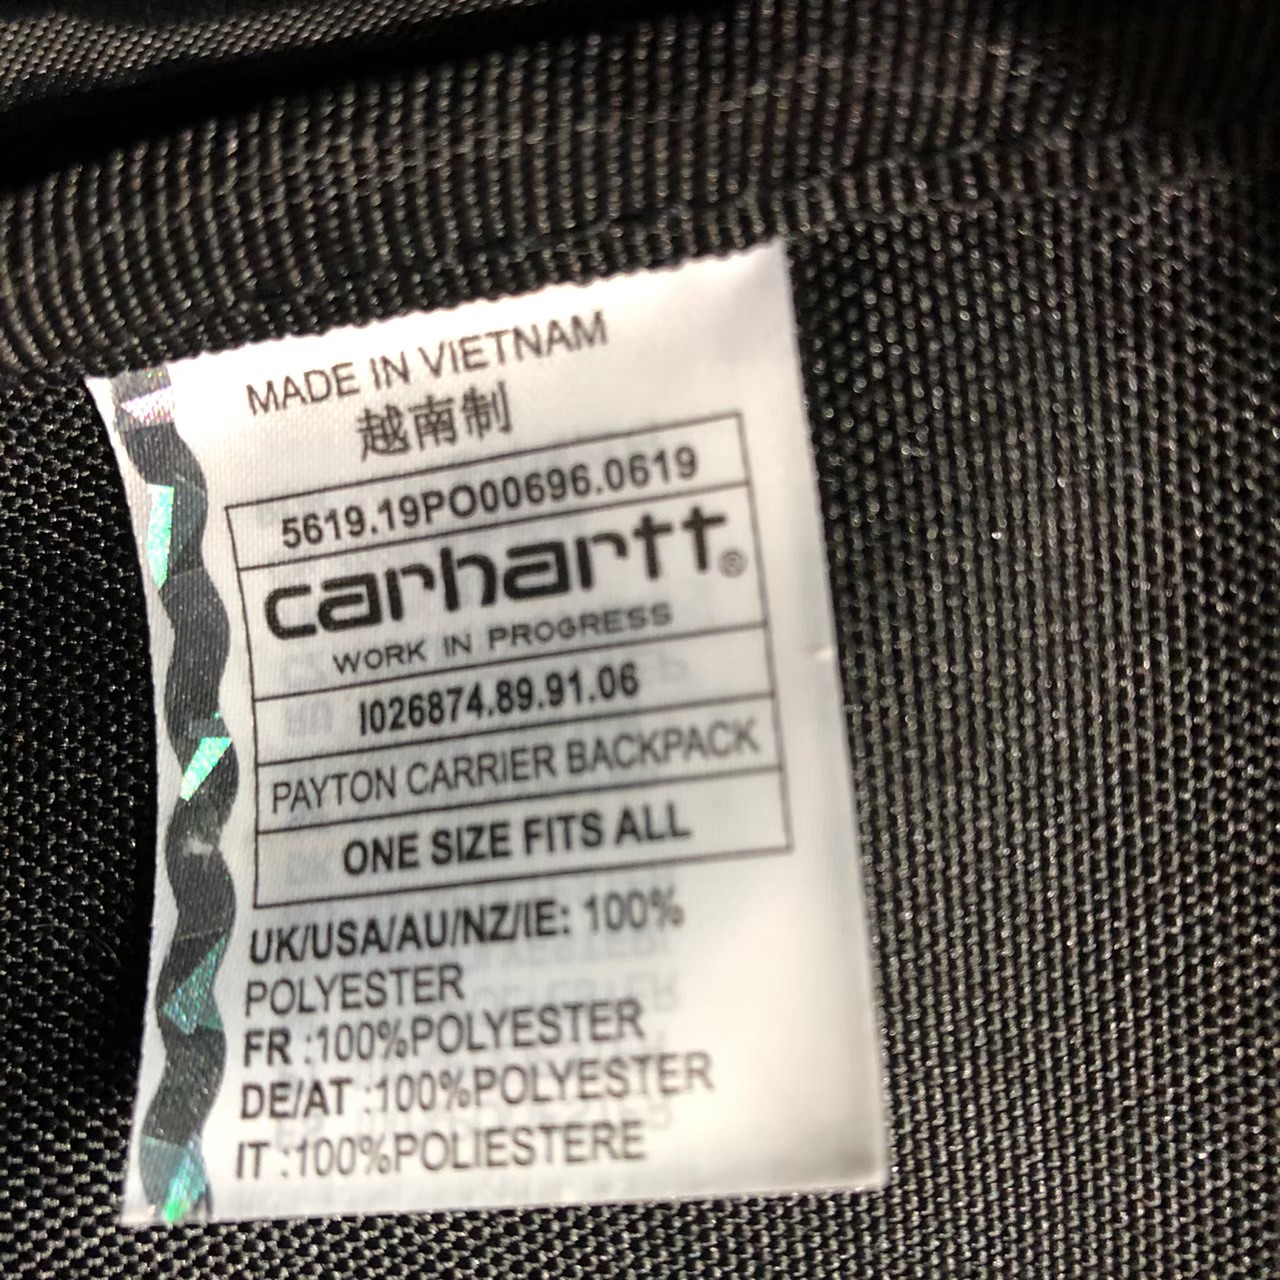 MADE IN VIETNAM
越南制
5619.19PO00696.0619
carhartt®
WORK IN PROGRESS
I026874.89.91.06
PAYTON CARRIER BACKPACK
ONE SIZE FITS ALL
UK/USA/AU/NZ/IE: 100%
POLYESTER
FR :100%POLYESTER
DE/AT :100%POLYESTER
IT :100%POLIESTERE